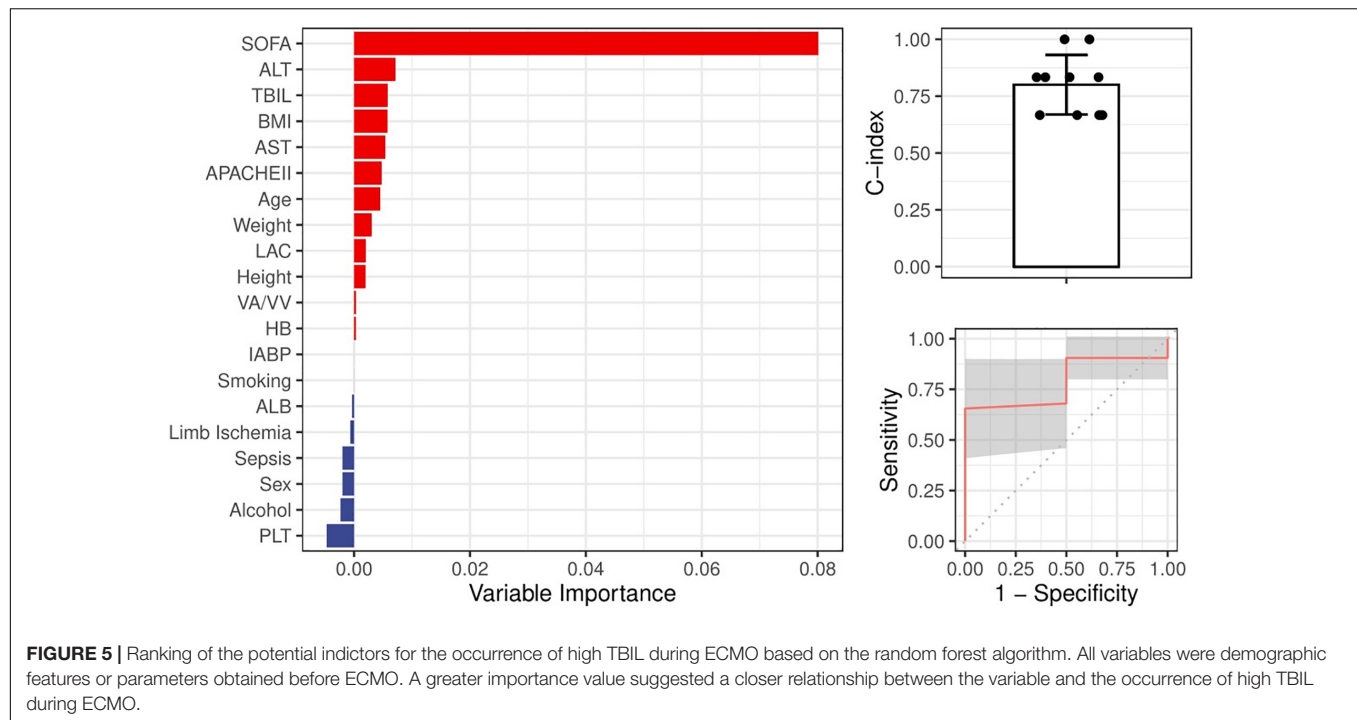 SOFA
ALT
TBIL
BMI
AST
APACHEII
Age
Weight
LAC
Height
VA/VV
HB
IABP
Smoking
ALB
Limb Ischemia
Sepsis
Sex
Alcohol
PLT
0.00 0.02 0.04 0.06 0.08
Variable Importance
1.00
0.75
0.50
0.25
0.00
C-index
1.00
0.75
0.50
0.25
0.00
Sensitivity
0.00 0.25 0.50 0.75 1.00
1 - Specificity
FIGURE 5 | Ranking of the potential indictors for the occurrence of high TBIL during ECMO based on the random forest algorithm. All variables were demographic
features or parameters obtained before ECMO. A greater importance value suggested a closer relationship between the variable and the occurrence of high TBIL
during ECMO.